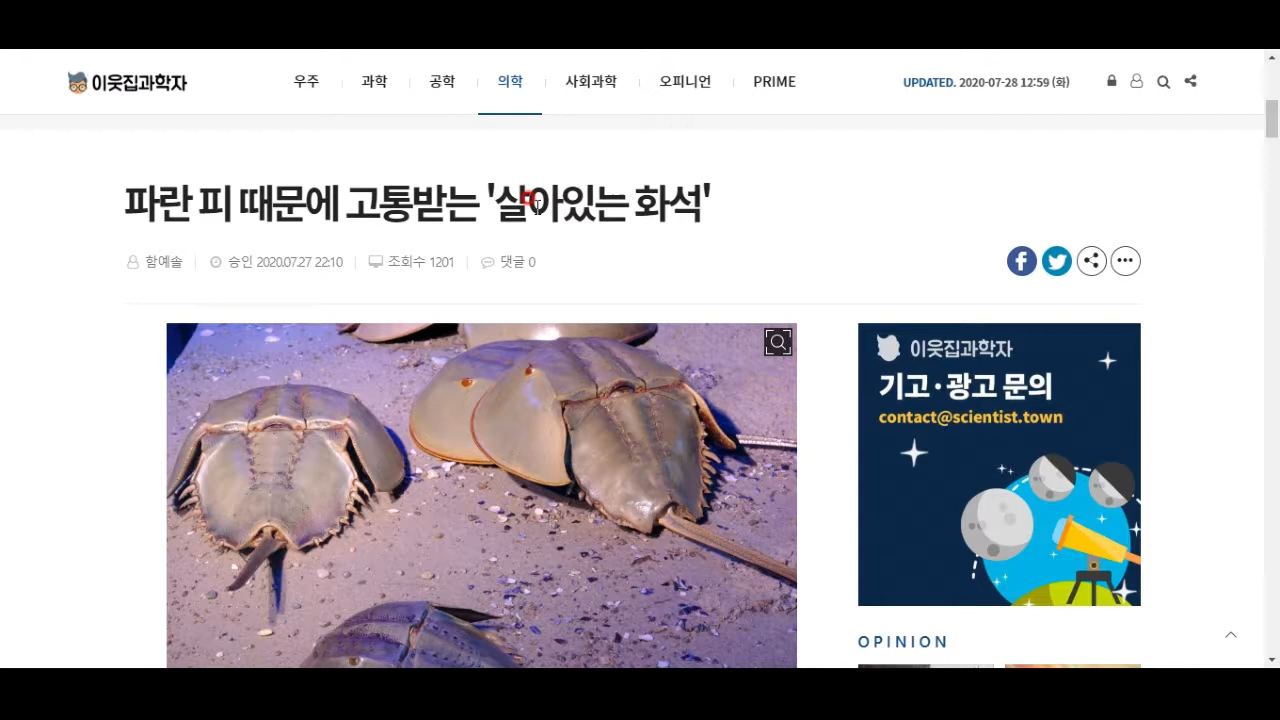 이웃집과학자
우주 과학 공학 의학 사회과학 오피니언 PRIME
UPDATED. 2020-07-28 12:59 (화)
파란 피 때문에 고통받는 '살아있는 화석'
함예솔 승인 2020.07.27 22:10 조회수 1201 댓글 0
이웃집과학자
기고·광고 문의
contact@scientist.town
OPINION